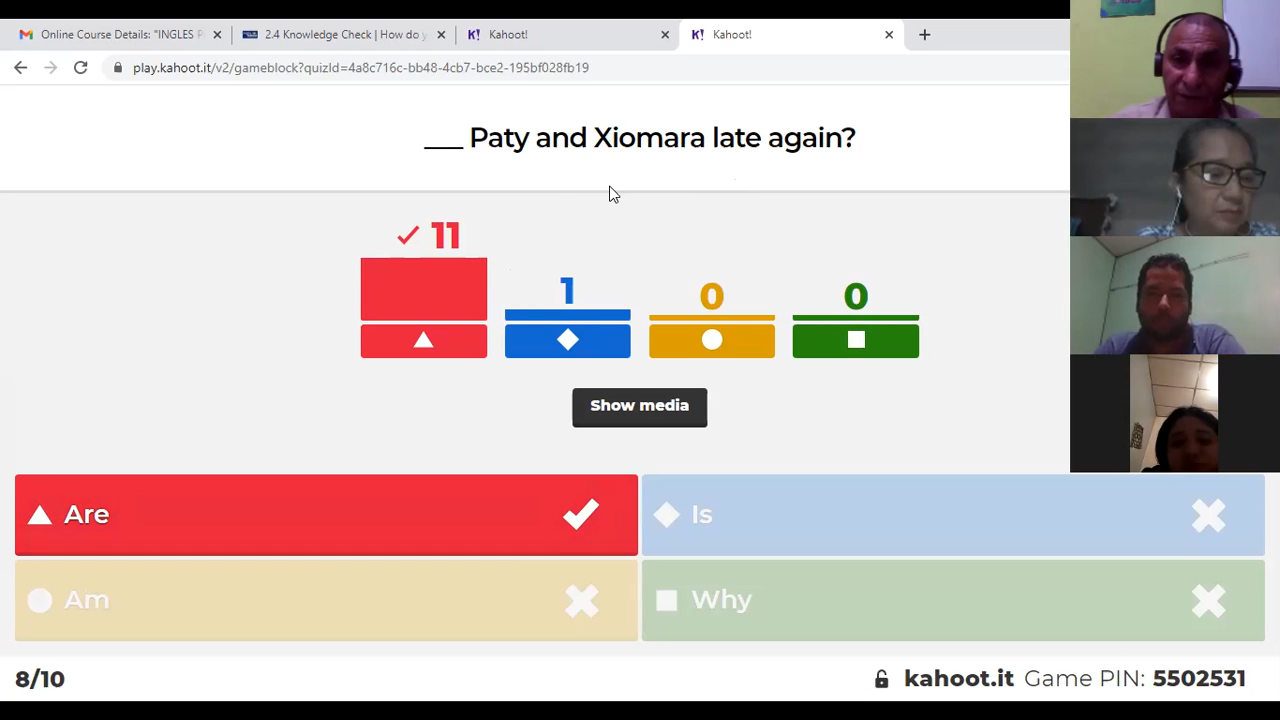 Online Course Details: "INGLES P
2.4 Knowledge Check | How do y
Kahoot!
Kahoot!
play.kahoot.it/v2/gameblock?quizId=4a8c716c-bb48-4cb7-bce2-195bf028fb19
___ Paty and Xiomara late again?
11
1
0
0
Show media
Are
Is
Am
Why
8/10
kahoot.it Game PIN: 5502531